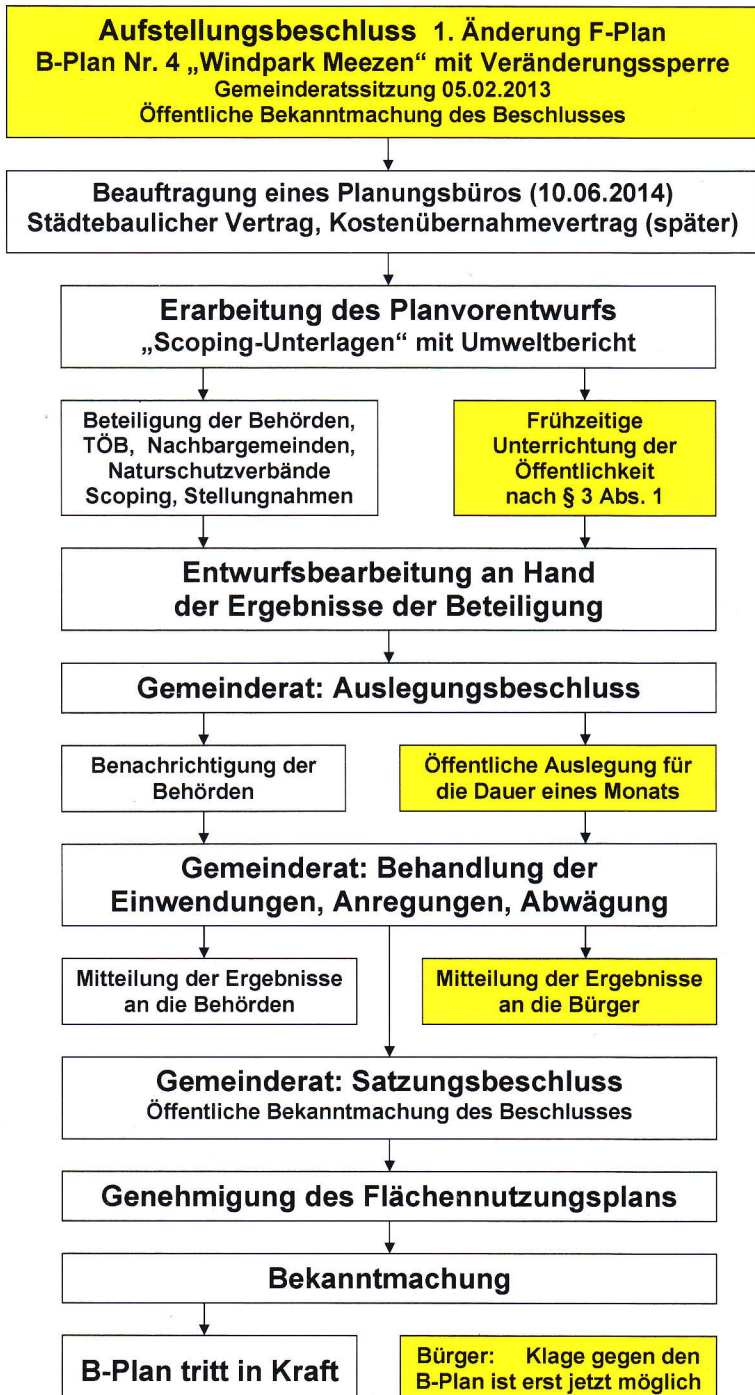 Aufstellungsbeschluss 1. Änderung F-Plan
B-Plan Nr. 4 „Windpark Meezen“ mit Veränderungssperre
Gemeinderatssitzung 05.02.2013
Öffentliche Bekanntmachung des Beschlusses
Beauftragung eines Planungsbüros (10.06.2014)
Städtebaulicher Vertrag, Kostenübernahmevertrag (später)
Erarbeitung des Planvorentwurfs
„Scoping-Unterlagen“ mit Umweltbericht
Beteiligung der Behörden,
TÖB, Nachbargemeinden,
Naturschutzverbände
Scoping, Stellungnahmen
Frühzeitige
Unterrichtung der
Öffentlichkeit
nach § 3 Abs. 1
Entwurfsbearbeitung an Hand
der Ergebnisse der Beteiligung
Gemeinderat: Auslegungsbeschluss
Benachrichtigung der
Behörden
Öffentliche Auslegung für
die Dauer eines Monats
Gemeinderat: Behandlung der
Einwendungen, Anregungen, Abwägung
Mitteilung der Ergebnisse
an die Behörden
Mitteilung der Ergebnisse
an die Bürger
Gemeinderat: Satzungsbeschluss
Öffentliche Bekanntmachung des Beschlusses
Genehmigung des Flächennutzungsplans
Bekanntmachung
B-Plan tritt in Kraft
Bürger: Klage gegen den
B-Plan ist erst jetzt möglich